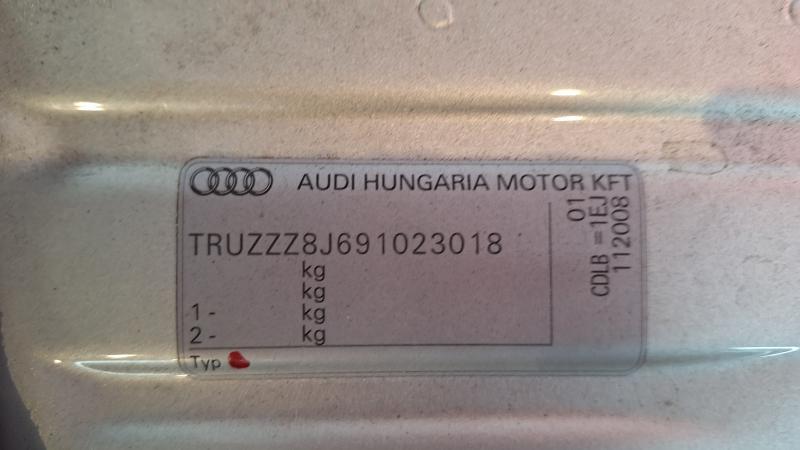 AUDI HUNGARIA MOTOR KFT
TRUZZZ8J691023018
kg
kg
1 - kg
2 - kg
Typ
01
CDLB =1EJ
112008